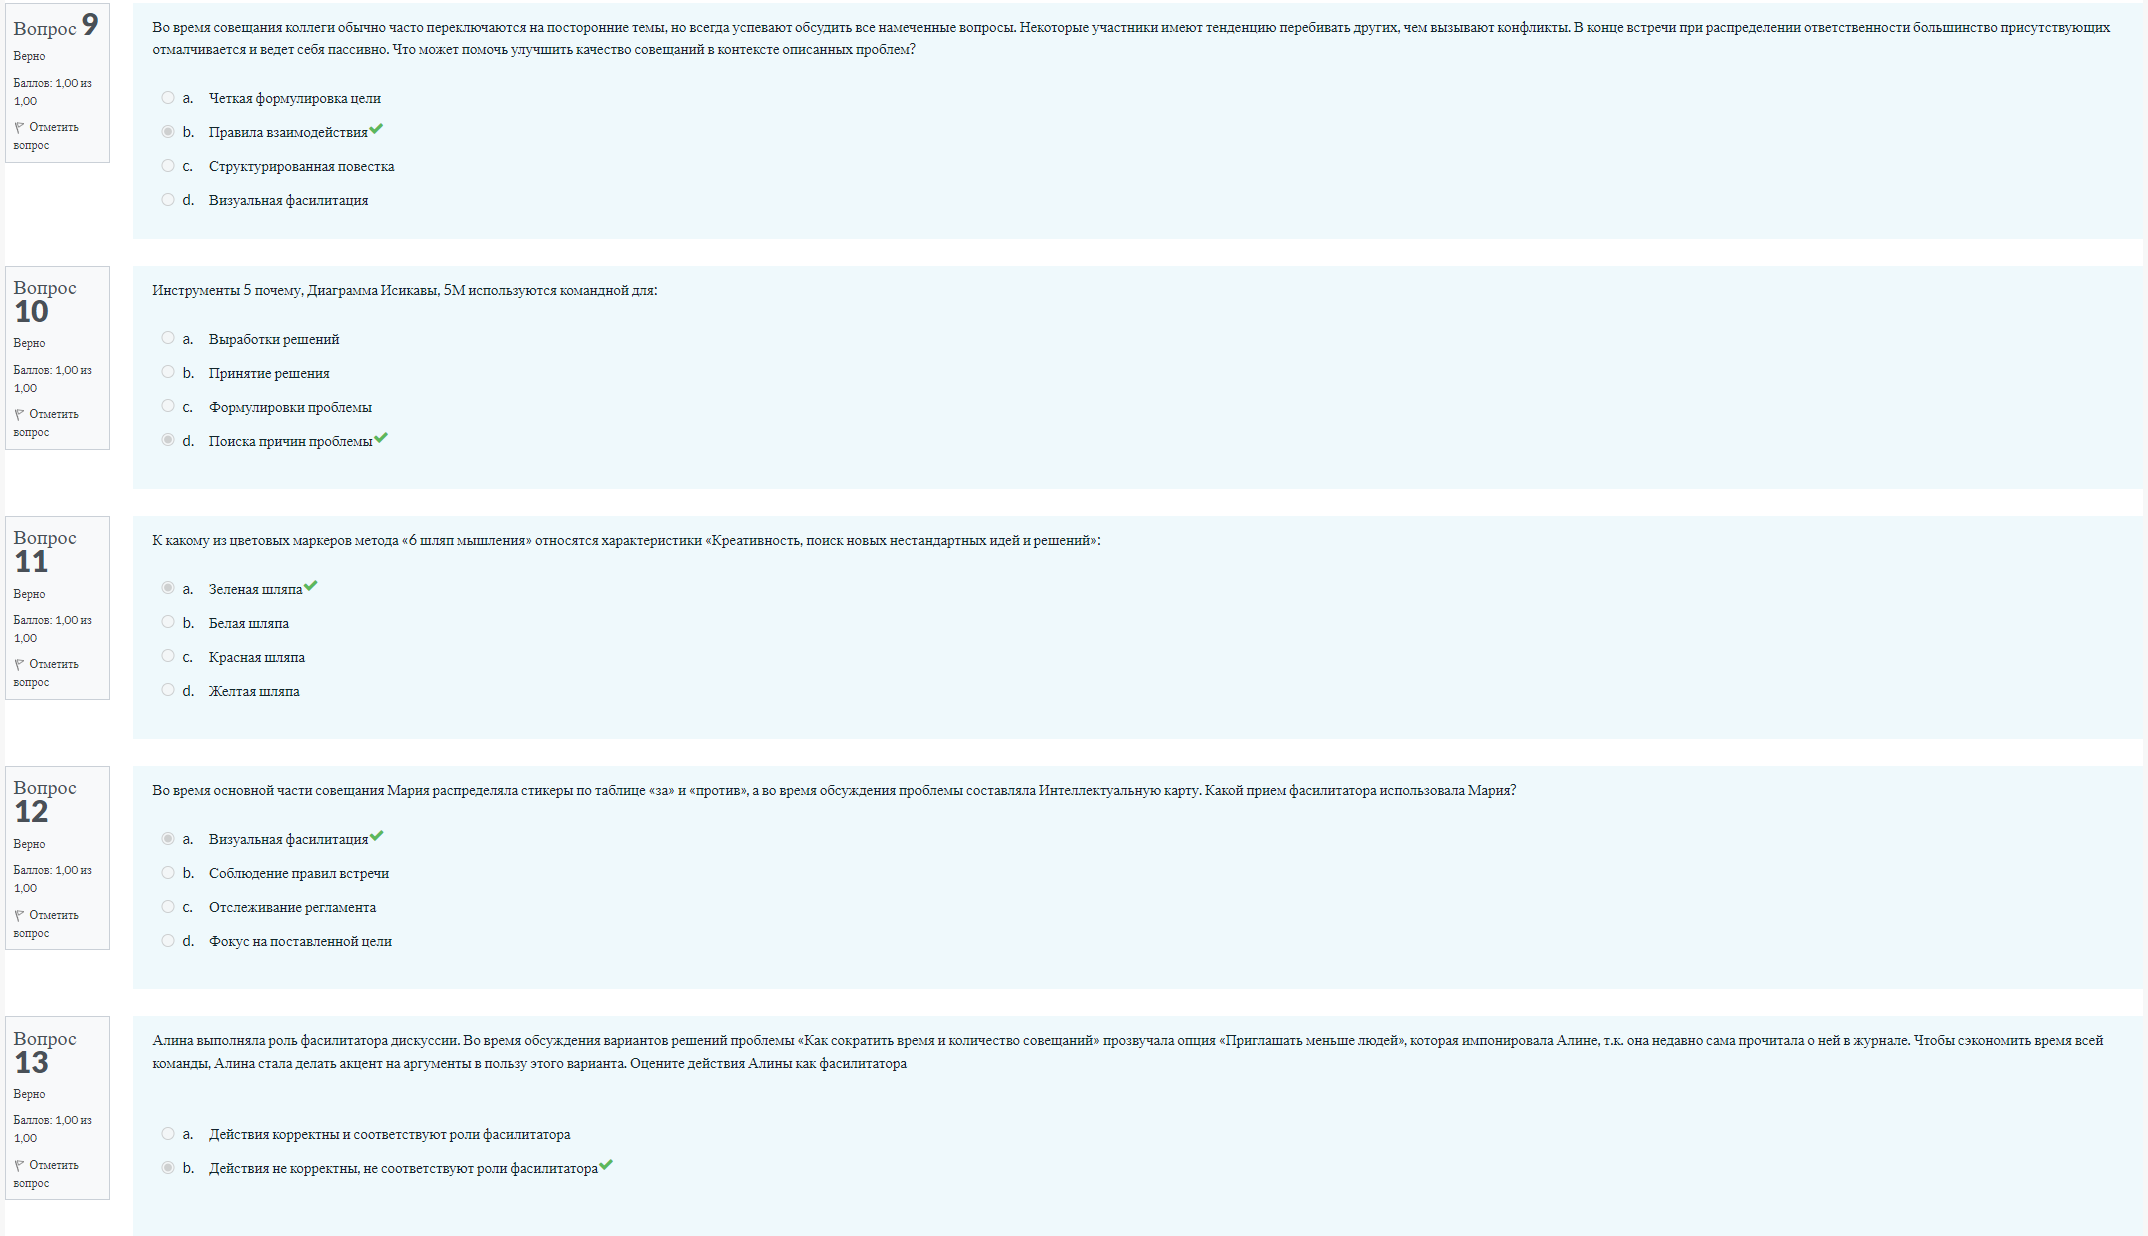 Вопрос 9
Верно
Баллов: 1,00 из
1,00
Отметить
вопрос
Во время совещания коллеги обычно часто переключаются на посторонние темы, но всегда успевают обсудить все намеченные вопросы. Некоторые участники имеют тенденцию перебивать других, чем вызывают конфликты. В конце встречи при распределении ответственности большинство присутствующих
отмалчивается и ведет себя пассивно. Что может помочь улучшить качество совещаний в контексте описанных проблем?
a. Четкая формулировка цели
b. Правила взаимодействия
c. Структурированная повестка
d. Визуальная фасилитация
Вопрос
10
Верно
Баллов: 1,00 из
1,00
Отметить
вопрос
Инструменты 5 почему, Диаграмма Исикавы, 5М используются командной для:
a. Выработки решений
b. Принятие решения
c. Формулировки проблемы
d. Поиска причин проблемы
Вопрос
11
Верно
Баллов: 1,00 из
1,00
Отметить
вопрос
К какому из цветовых маркеров метода «6 шляп мышления» относятся характеристики «Креативность, поиск новых нестандартных идей и решений»:
a. Зеленая шляпа
b. Белая шляпа
c. Красная шляпа
d. Желтая шляпа
Вопрос
12
Верно
Баллов: 1,00 из
1,00
Отметить
вопрос
Во время основной части совещания Мария распределяла стикеры по таблице «за» и «против», а во время обсуждения проблемы составляла Интеллектуальную карту. Какой прием фасилитатора использовала Мария?
a. Визуальная фасилитация
b. Соблюдение правил встречи
c. Отслеживание регламента
d. Фокус на поставленной цели
Вопрос
13
Верно
Баллов: 1,00 из
1,00
Отметить
вопрос
Алина выполняла роль фасилитатора дискуссии. Во время обсуждения вариантов решений проблемы «Как сократить время и количество совещаний» прозвучала опция «Приглашать меньше людей», которая импонировала Алине, т.к. она недавно сама прочитала о ней в журнале. Чтобы сэкономить время всей
команды, Алина стала делать акцент на аргументы в пользу этого варианта. Оцените действия Алины как фасилитатора
a. Действия корректны и соответствуют роли фасилитатора
b. Действия не корректны, не соответствуют роли фасилитатора